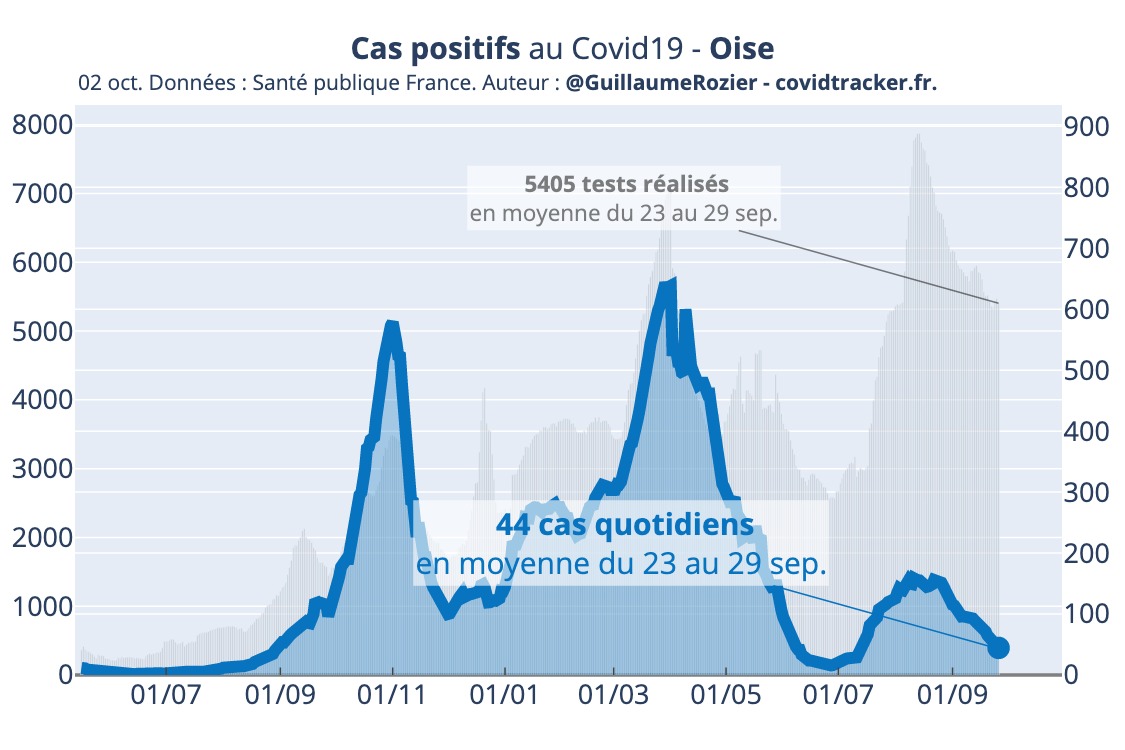 Cas positifs au Covid19 - Oise
02 oct. Données : Santé publique France. Auteur : @GuillaumeRozier - covidtracker.fr.
8000
7000
6000
5000
4000
3000
2000
1000
0
900
800
700
600
500
400
300
200
100
0
5405 tests réalisés
en moyenne du 23 au 29 sep.
44 cas quotidiens
en moyenne du 23 au 29 sep.
01/07 01/09 01/11 01/01 01/03 01/05 01/07 01/09